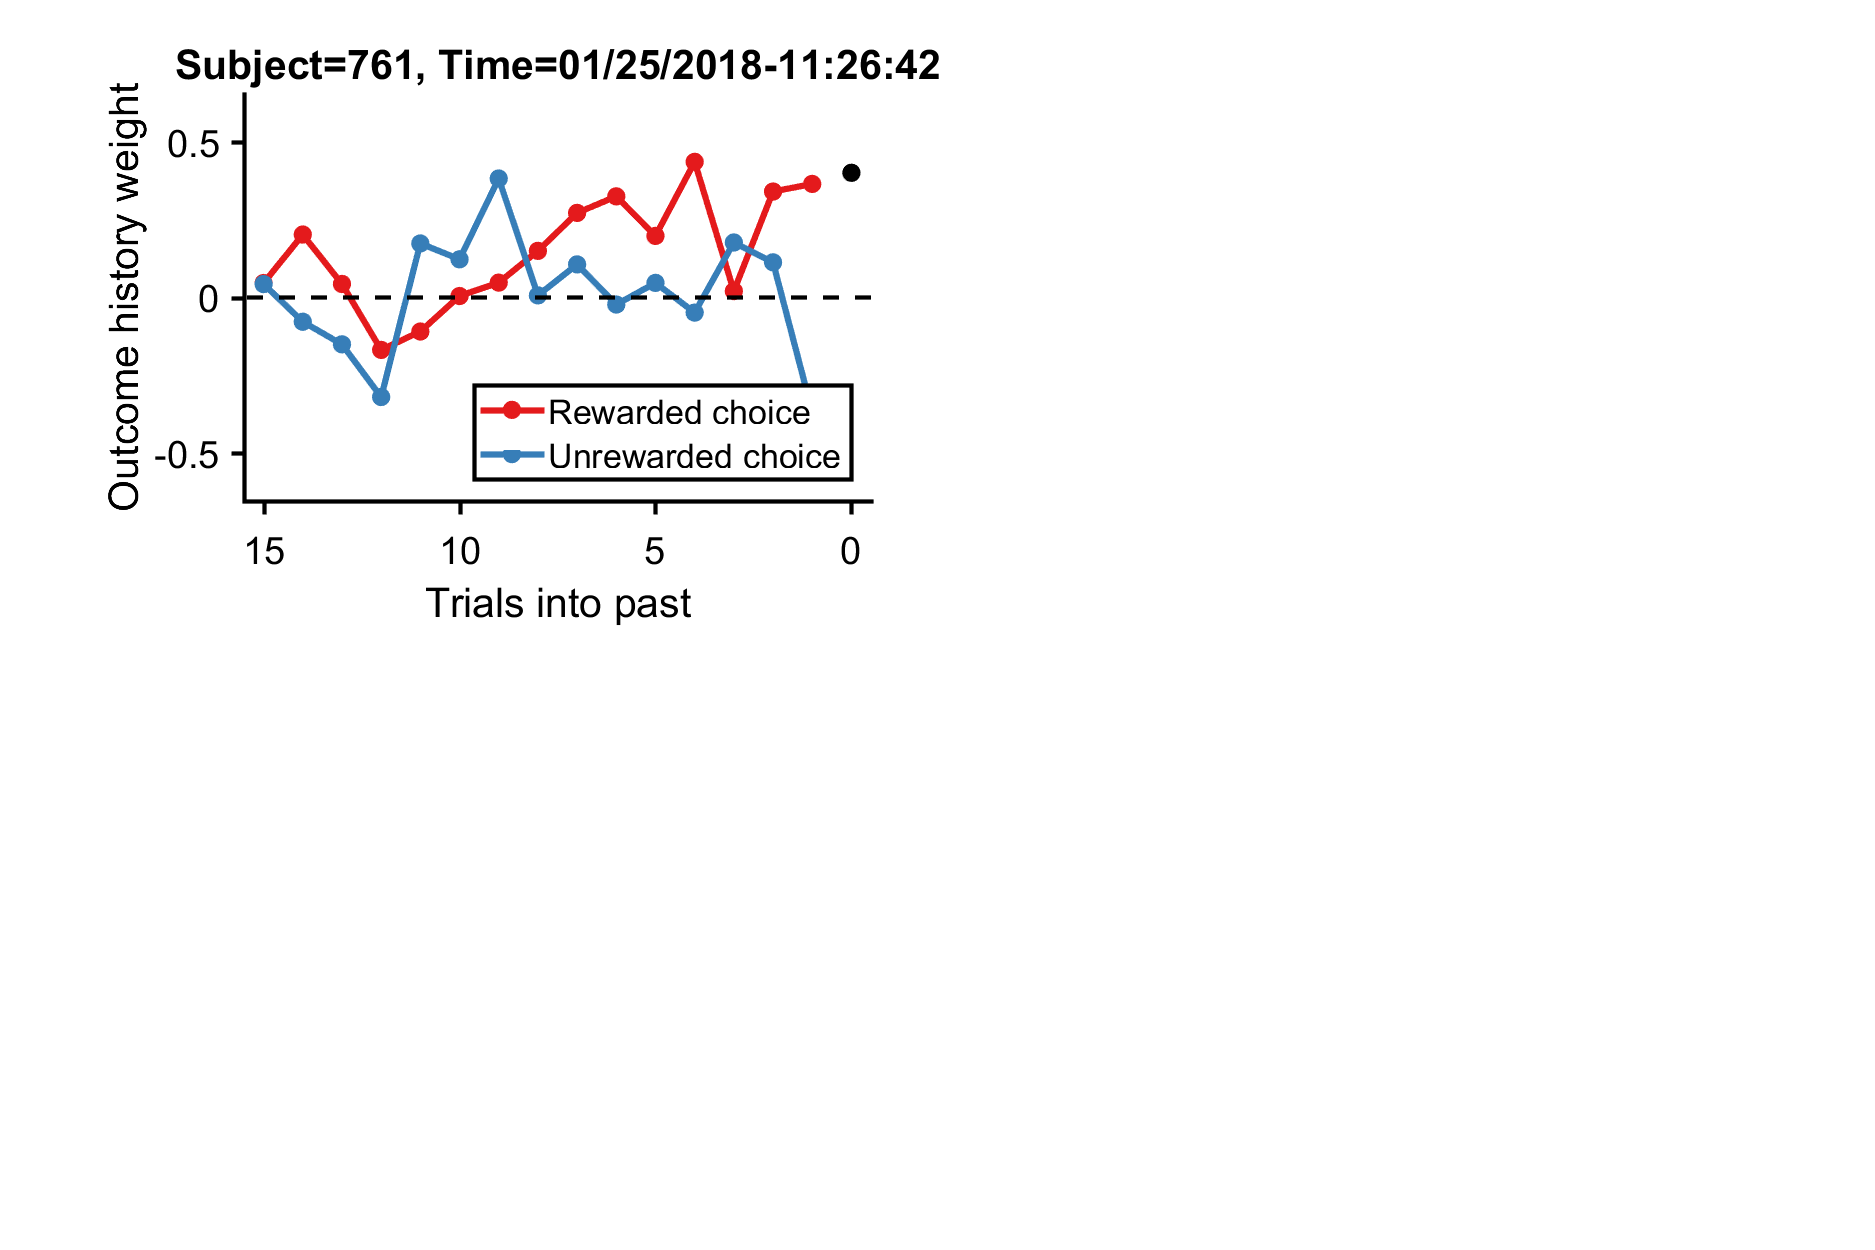 Subject=761, Time=01/25/2018-11:26:42
Outcome history weight
0.5
0
-0.5
Rewarded choice
Unrewarded choice
15 10 5 0
Trials into past